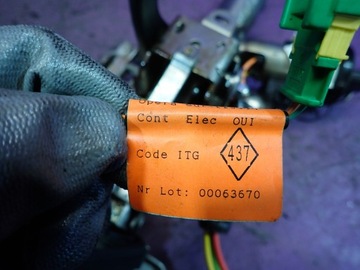 Cont Elec OUI
Code ITG 437
Nr Lot: 00063670